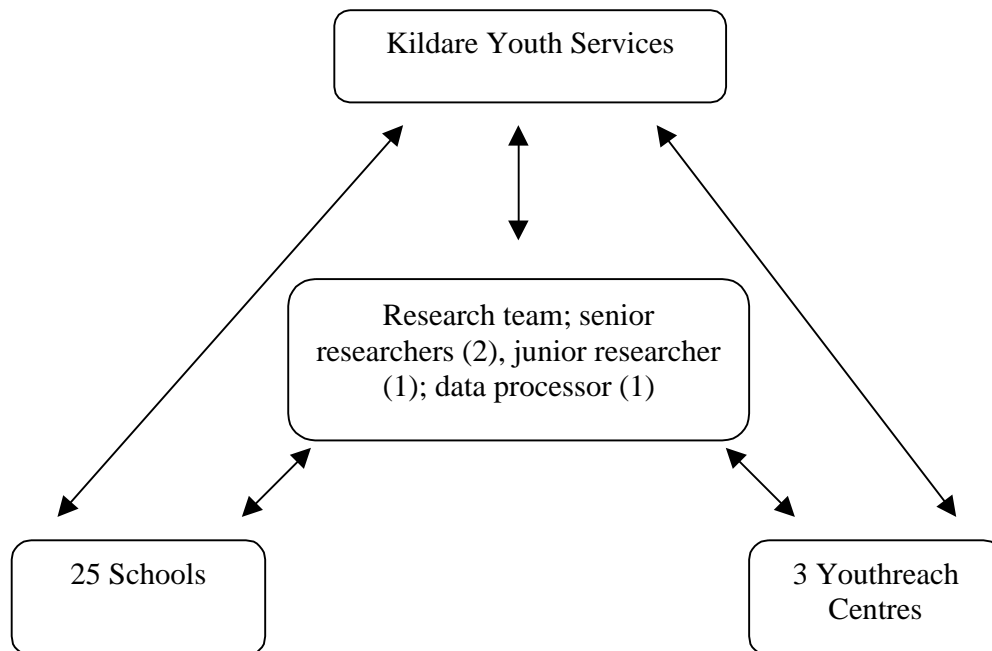 Kildare Youth Services
Research team; senior
researchers (2), junior researcher
(1); data processor (1)
25 Schools
3 Youthreach
Centres